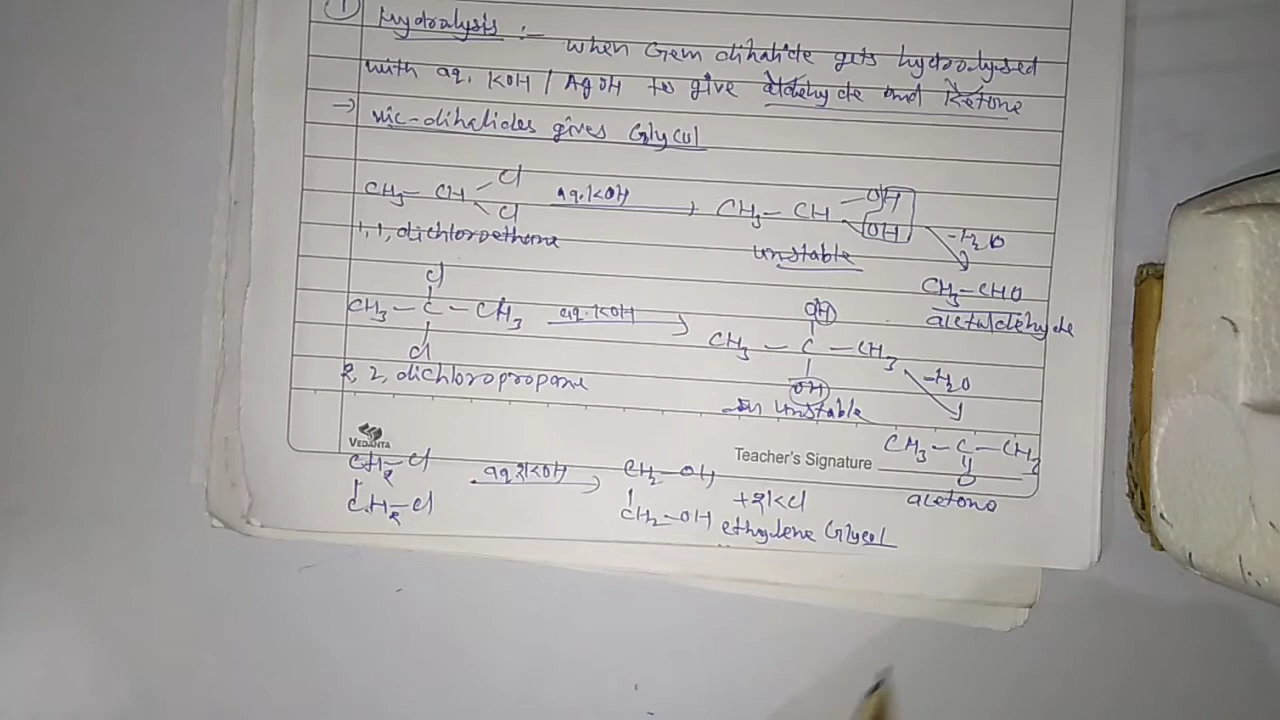 ① Hydrolysis :- when Gem dihalide gets hydrolysed
with aq. KOH / AgOH to give aldehyde and Ketone
→ vic-dihalides gives Glycol
CH3 — CH — Cl — Cl aq.KOH → CH3 — CH — OH — OH -H2O
1,1, dichloroethane unstable
CH3 — CHO
acetaldehyde
Cl OH
CH3 — C — CH3 aq.KOH → CH3 — C — CH3 -H2O
Cl OH
2, 2, dichloropropane unstable
CH3 — C — CH3
O
acetone
VEDANTA Teacher's Signature
CH2 — Cl aq 2KOH → CH2 — OH
CH2 — Cl CH2 — OH +2KCl
ethylene Glycol